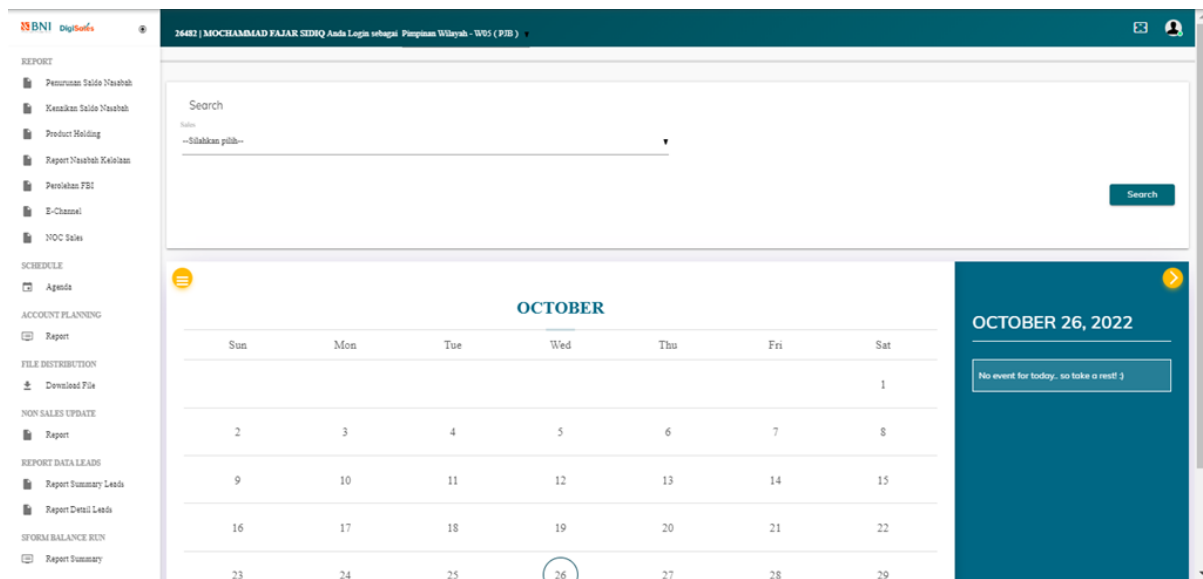 BNI DigiSales
26482 | MOCHAMMAD FAJAR SIDIQ Anda Login sebagai Pimpinan Wilayah - W05 ( PJB )
REPORT
Penurunan Saldo Nasabah
Kenaikan Saldo Nasabah
Product Holding
Report Nasabah Kelolaan
Perolehan FBI
E-Channel
NOC Sales
SCHEDULE
Agenda
ACCOUNT PLANNING
Report
FILE DISTRIBUTION
Download File
NON SALES UPDATE
Report
REPORT DATA LEADS
Report Summary Leads
Report Detail Leads
SFORM BALANCE RUN
Report Summary
Search
Sales
--Silahkan pilih--
Search
OCTOBER
Sun Mon Tue Wed Thu Fri Sat
1
2 3 4 5 6 7 8
9 10 11 12 13 14 15
16 17 18 19 20 21 22
23 24 25 26 27 28 29
OCTOBER 26, 2022
No event for today.. so take a rest! :)